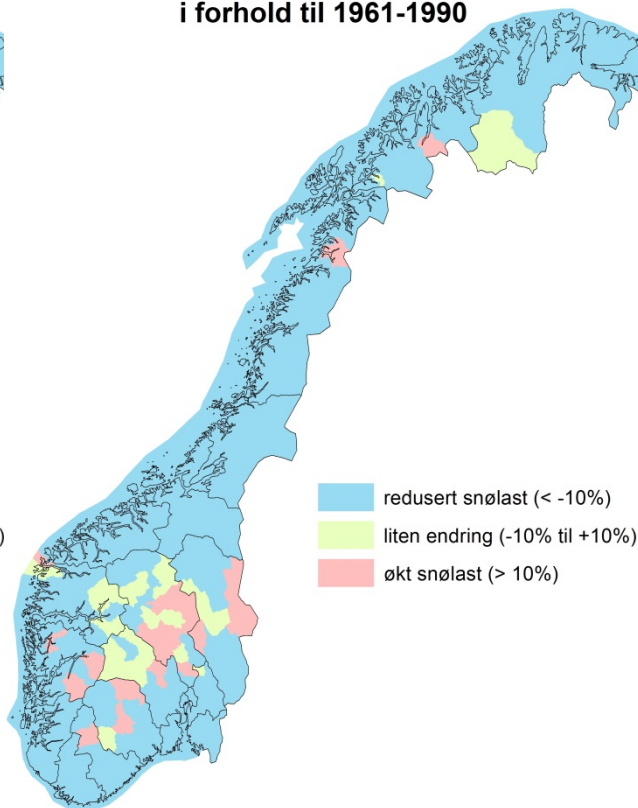 i forhold til 1961-1990
redusert snølast (< -10%)
liten endring (-10% til +10%)
økt snølast (> 10%)
)